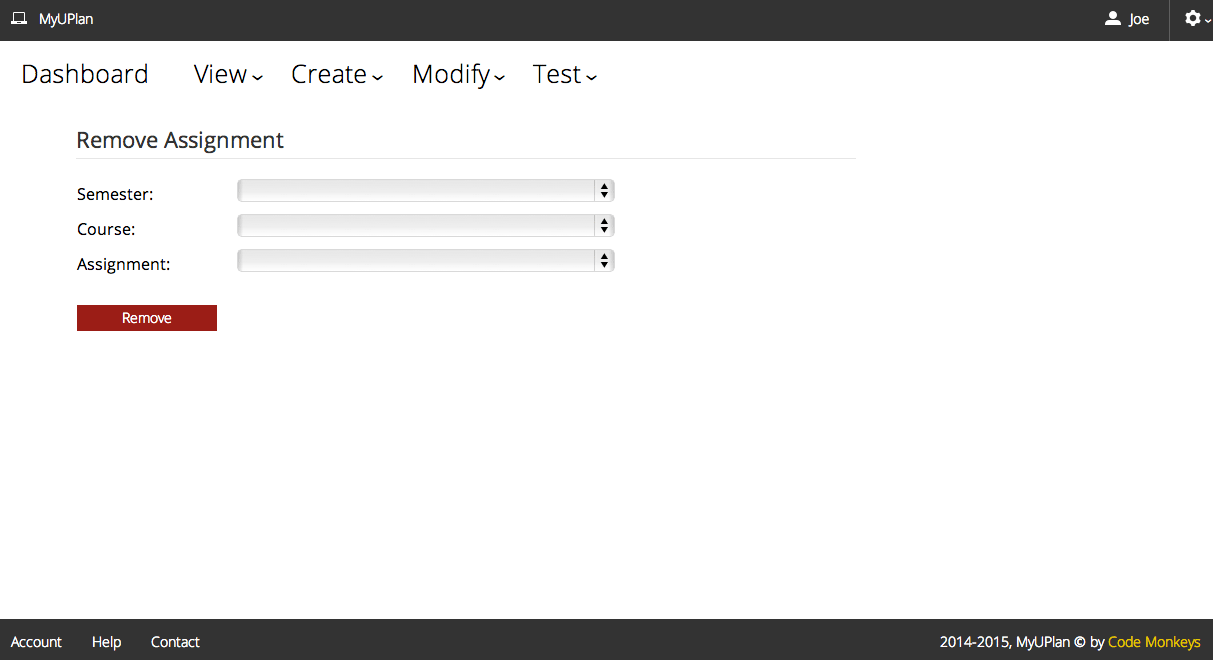 MyUPlan Joe
Dashboard View Create Modify Test
Remove Assignment
Semester:
Course:
Assignment:
Remove
Account Help Contact 2014-2015, MyUPlan © by Code Monkeys